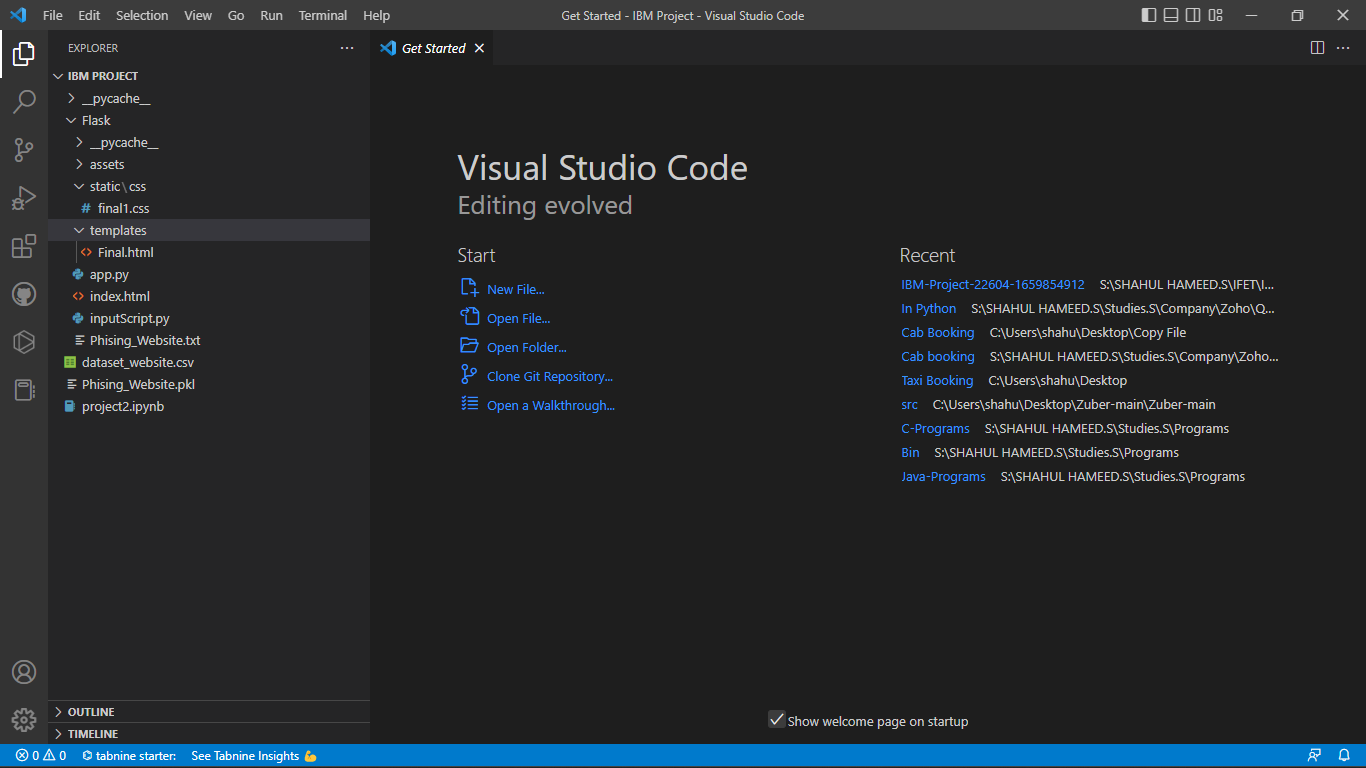 File Edit Selection View Go Run Terminal Help
Get Started - IBM Project - Visual Studio Code
EXPLORER
IBM PROJECT
__pycache__
Flask
__pycache__
assets
static\css
# final1.css
templates
<> Final.html
app.py
<> index.html
inputScript.py
Phising_Website.txt
dataset_website.csv
Phising_Website.pkl
project2.ipynb
OUTLINE
TIMELINE
Get Started
Visual Studio Code
Editing evolved
Start
New File...
Open File...
Open Folder...
Clone Git Repository...
Open a Walkthrough...
Recent
IBM-Project-22604-1659854912 S:\SHAHUL HAMEED.S\IFET\I...
In Python S:\SHAHUL HAMEED.S\Studies.S\Company\Zoho\Q...
Cab Booking C:\Users\shahu\Desktop\Copy File
Cab booking S:\SHAHUL HAMEED.S\Studies.S\Company\Zoho...
Taxi Booking C:\Users\shahu\Desktop
src C:\Users\shahu\Desktop\Zuber-main\Zuber-main
C-Programs S:\SHAHUL HAMEED.S\Studies.S\Programs
Bin S:\SHAHUL HAMEED.S\Studies.S\Programs
Java-Programs S:\SHAHUL HAMEED.S\Studies.S\Programs
Show welcome page on startup
0 0 tabnine starter: See Tabnine Insights 💪